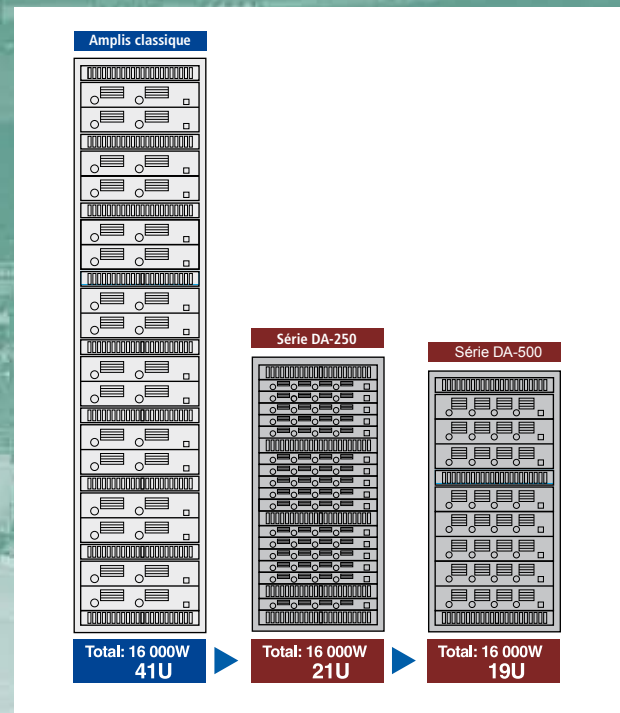 Amplis classique
Série DA-250
Série DA-500
Total: 16 000W
41U
Total: 16 000W
21U
Total: 16 000W
19U